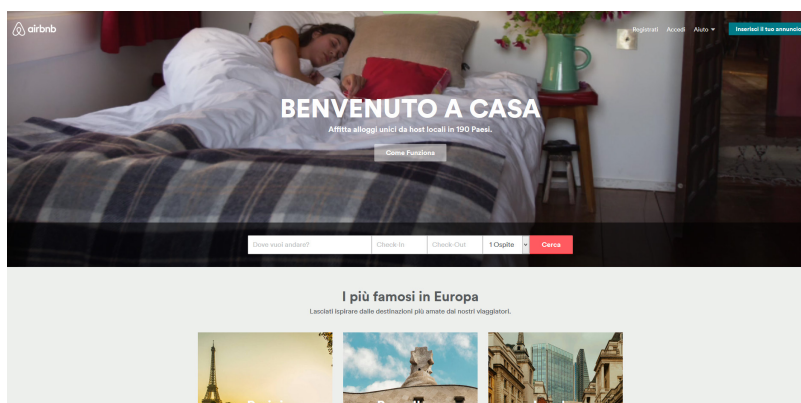 airbnb
Registrati Accedi Aiuto Inserisci il tuo annuncio
BENVENUTO A CASA
Affitta alloggi unici da host locali in 190 Paesi.
Come Funziona
Dove vuoi andare? Check-In Check-Out 1 Ospite Cerca
I più famosi in Europa
Lasciati ispirare dalle destinazioni più amate dai nostri viaggiatori.